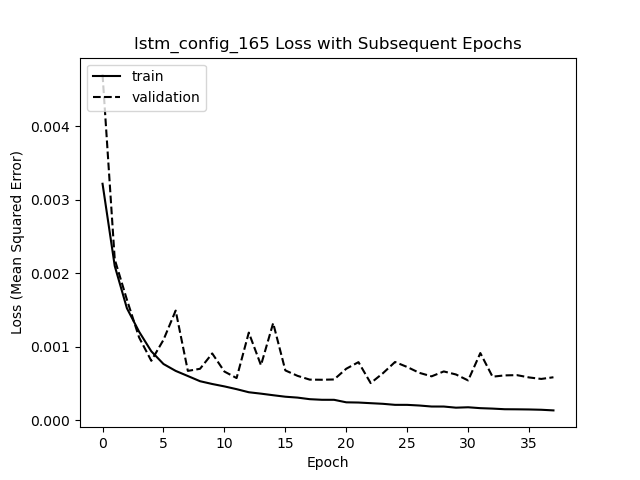 lstm_config_165 Loss with Subsequent Epochs
train
validation
0.004
0.003
0.002
0.001
0.000
Loss (Mean Squared Error)
0 5 10 15 20 25 30 35
Epoch